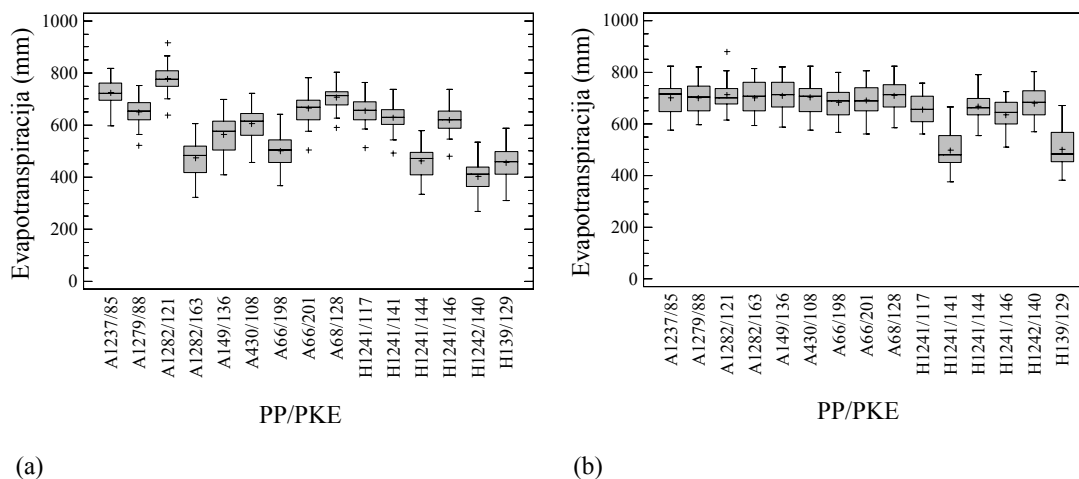 Evapotranspiracija (mm)
1000
800
600
400
200
0
A1237/85
A1279/88
A1282/121
A1282/163
A149/136
A430/108
A66/198
A66/201
A68/128
H1241/117
H1241/141
H1241/144
H1241/146
H1242/140
H139/129
PP/PKE
(a)
Evapotranspiracija (mm)
1000
800
600
400
200
0
A1237/85
A1279/88
A1282/121
A1282/163
A149/136
A430/108
A66/198
A66/201
A68/128
H1241/117
H1241/141
H1241/144
H1241/146
H1242/140
H139/129
PP/PKE
(b)